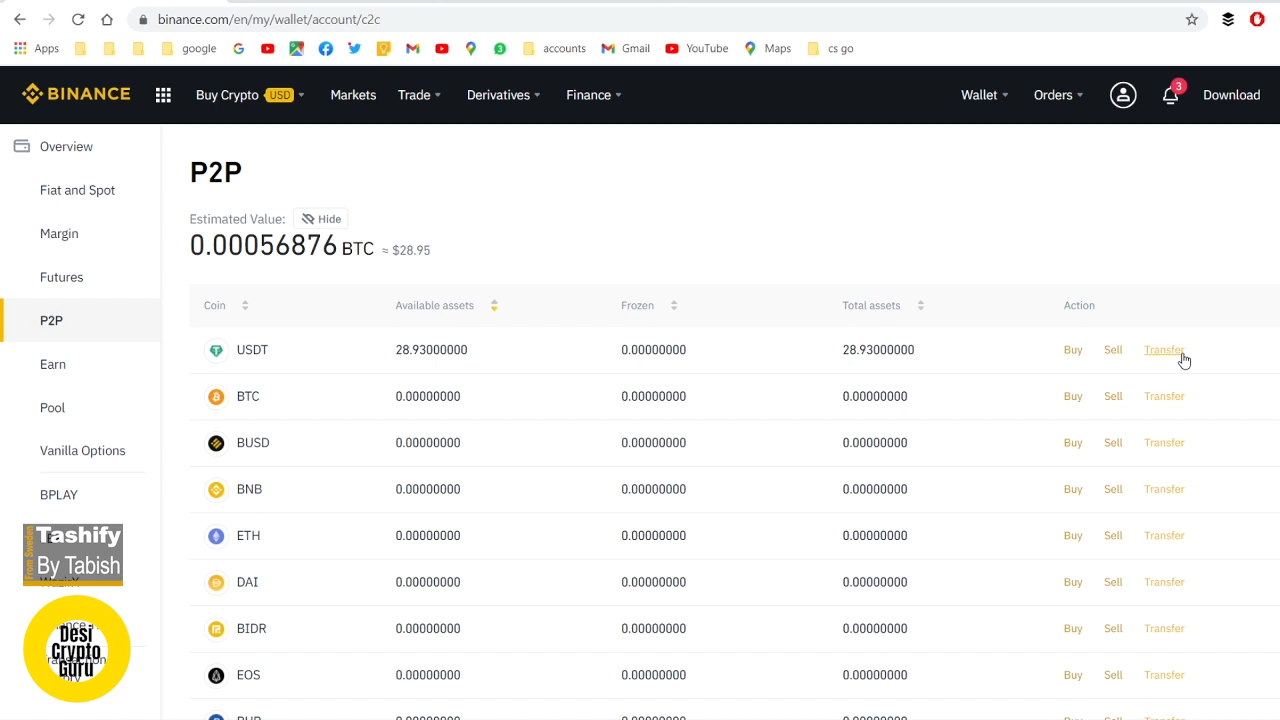 binance.com/en/my/wallet/account/c2c
Apps google accounts Gmail YouTube Maps cs go
BINANCE Buy Crypto USD Markets Trade Derivatives Finance Wallet Orders 3 Download
Overview
Fiat and Spot
Margin
Futures
P2P
Earn
Pool
Vanilla Options
BPLAY
From Sweden
Tashify
By Tabish
Desi
Crypto
Guru
P2P
Estimated Value: Hide
0.00056876 BTC ≈ $28.95
Coin Available assets Frozen Total assets Action
USDT 28.93000000 0.00000000 28.93000000 Buy Sell Transfer
BTC 0.00000000 0.00000000 0.00000000 Buy Sell Transfer
BUSD 0.00000000 0.00000000 0.00000000 Buy Sell Transfer
BNB 0.00000000 0.00000000 0.00000000 Buy Sell Transfer
ETH 0.00000000 0.00000000 0.00000000 Buy Sell Transfer
DAI 0.00000000 0.00000000 0.00000000 Buy Sell Transfer
BIDR 0.00000000 0.00000000 0.00000000 Buy Sell Transfer
EOS 0.00000000 0.00000000 0.00000000 Buy Sell Transfer